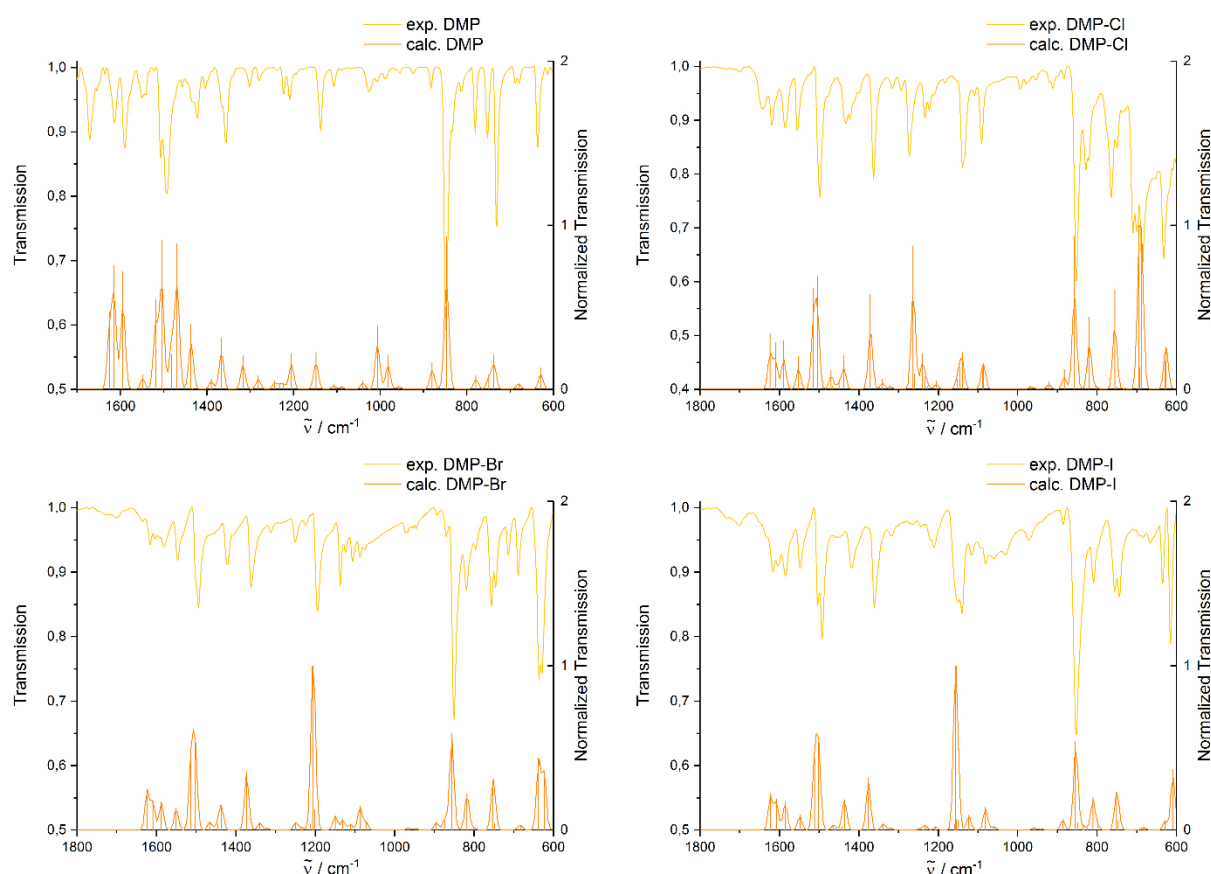 exp. DMP
calc. DMP
1,0
0,9
0,8
0,7
0,6
0,5
Transmission
2
1
0
Normalized Transmission
1600 1400 1200 1000 800 600
ṽ / cm⁻¹
exp. DMP-Cl
calc. DMP-Cl
1,0
0,9
0,8
0,7
0,6
0,5
0,4
Transmission
2
1
0
Normalized Transmission
1800 1600 1400 1200 1000 800 600
ṽ / cm⁻¹
exp. DMP-Br
calc. DMP-Br
1,0
0,9
0,8
0,7
0,6
0,5
Transmission
2
1
0
Normalized Transmission
1800 1600 1400 1200 1000 800 600
ṽ / cm⁻¹
exp. DMP-I
calc. DMP-I
1,0
0,9
0,8
0,7
0,6
0,5
Transmission
2
1
0
Normalized Transmission
1800 1600 1400 1200 1000 800 600
ṽ / cm⁻¹